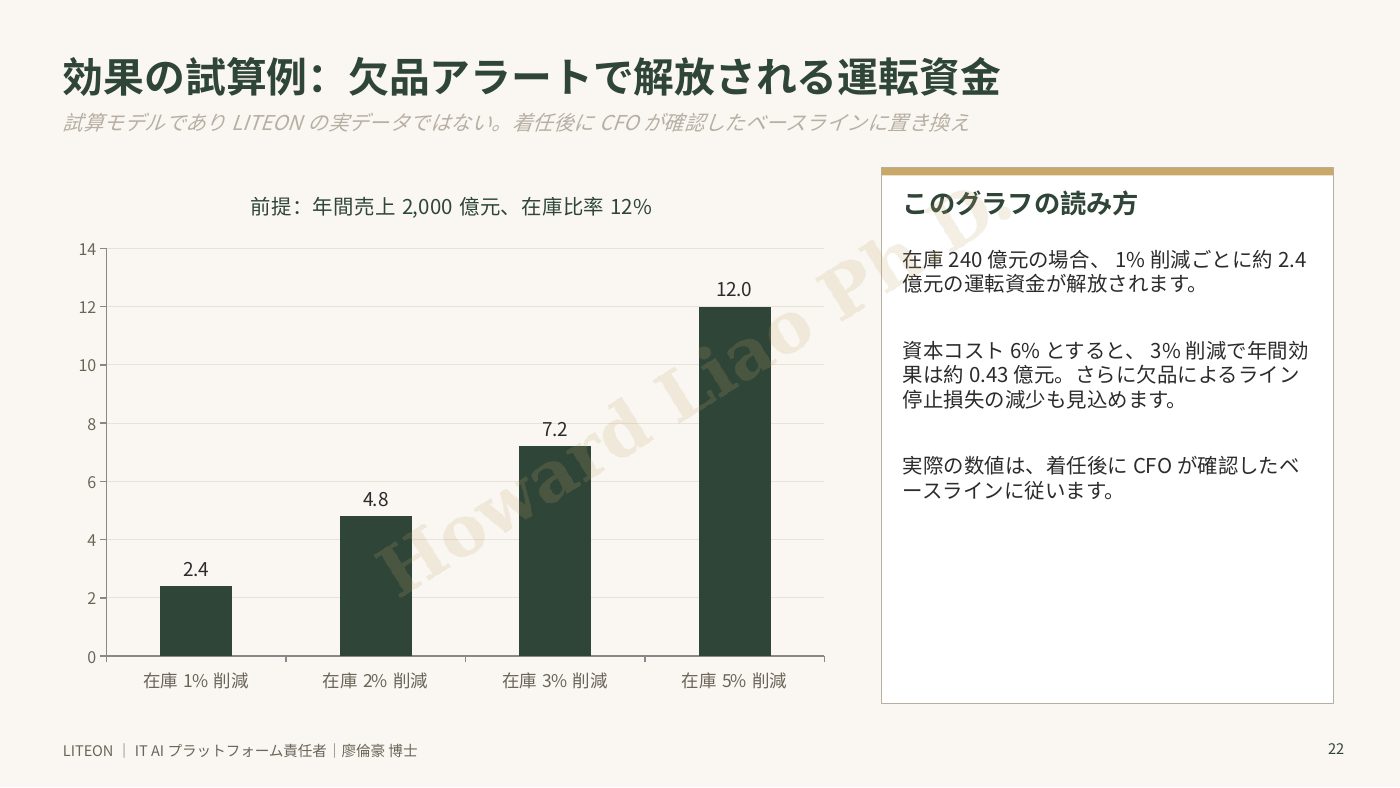 効果の試算例：欠品アラートで解放される運転資金
試算モデルであり LITEON の実データではない。着任後に CFO が確認したベースラインに置き換え
前提：年間売上 2,000 億元、在庫比率 12%
14
12
10
8
6
4
2
0
2.4
4.8
7.2
12.0
在庫 1% 削減
在庫 2% 削減
在庫 3% 削減
在庫 5% 削減
このグラフの読み方
在庫 240 億元の場合、 1% 削減ごとに約 2.4
億元の運転資金が解放されます。
資本コスト 6% とすると、 3% 削減で年間効
果は約 0.43 億元。さらに欠品によるライン
停止損失の減少も見込めます。
実際の数値は、着任後に CFO が確認したベ
ースラインに従います。
Howard Liao Ph D.
LITEON｜IT AI プラットフォーム責任者｜廖倫豪 博士
22